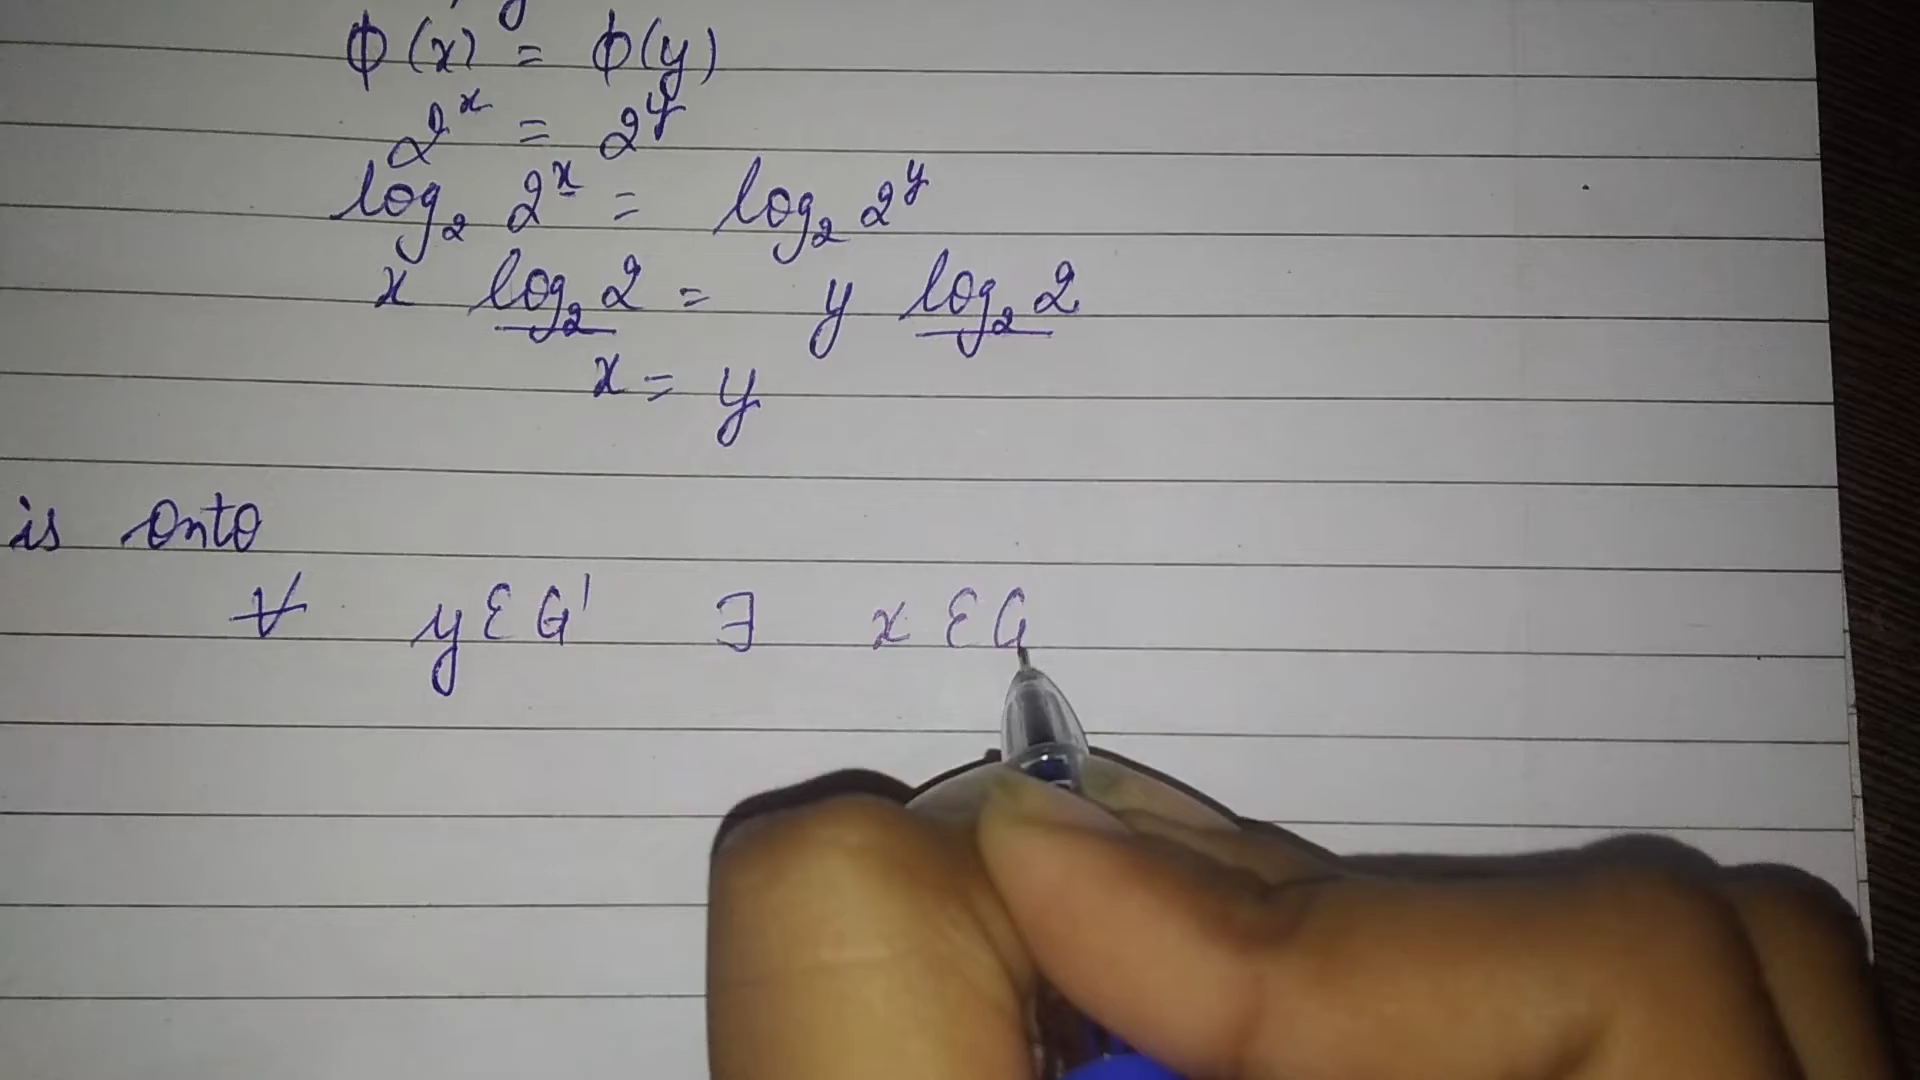 ϕ(x) = ϕ(y)
2^x = 2^y
log₂ 2^x = log₂ 2^y
x log₂ 2 = y log₂ 2
x = y
is onto
∀ y ∈ G' ∃ x ∈ G